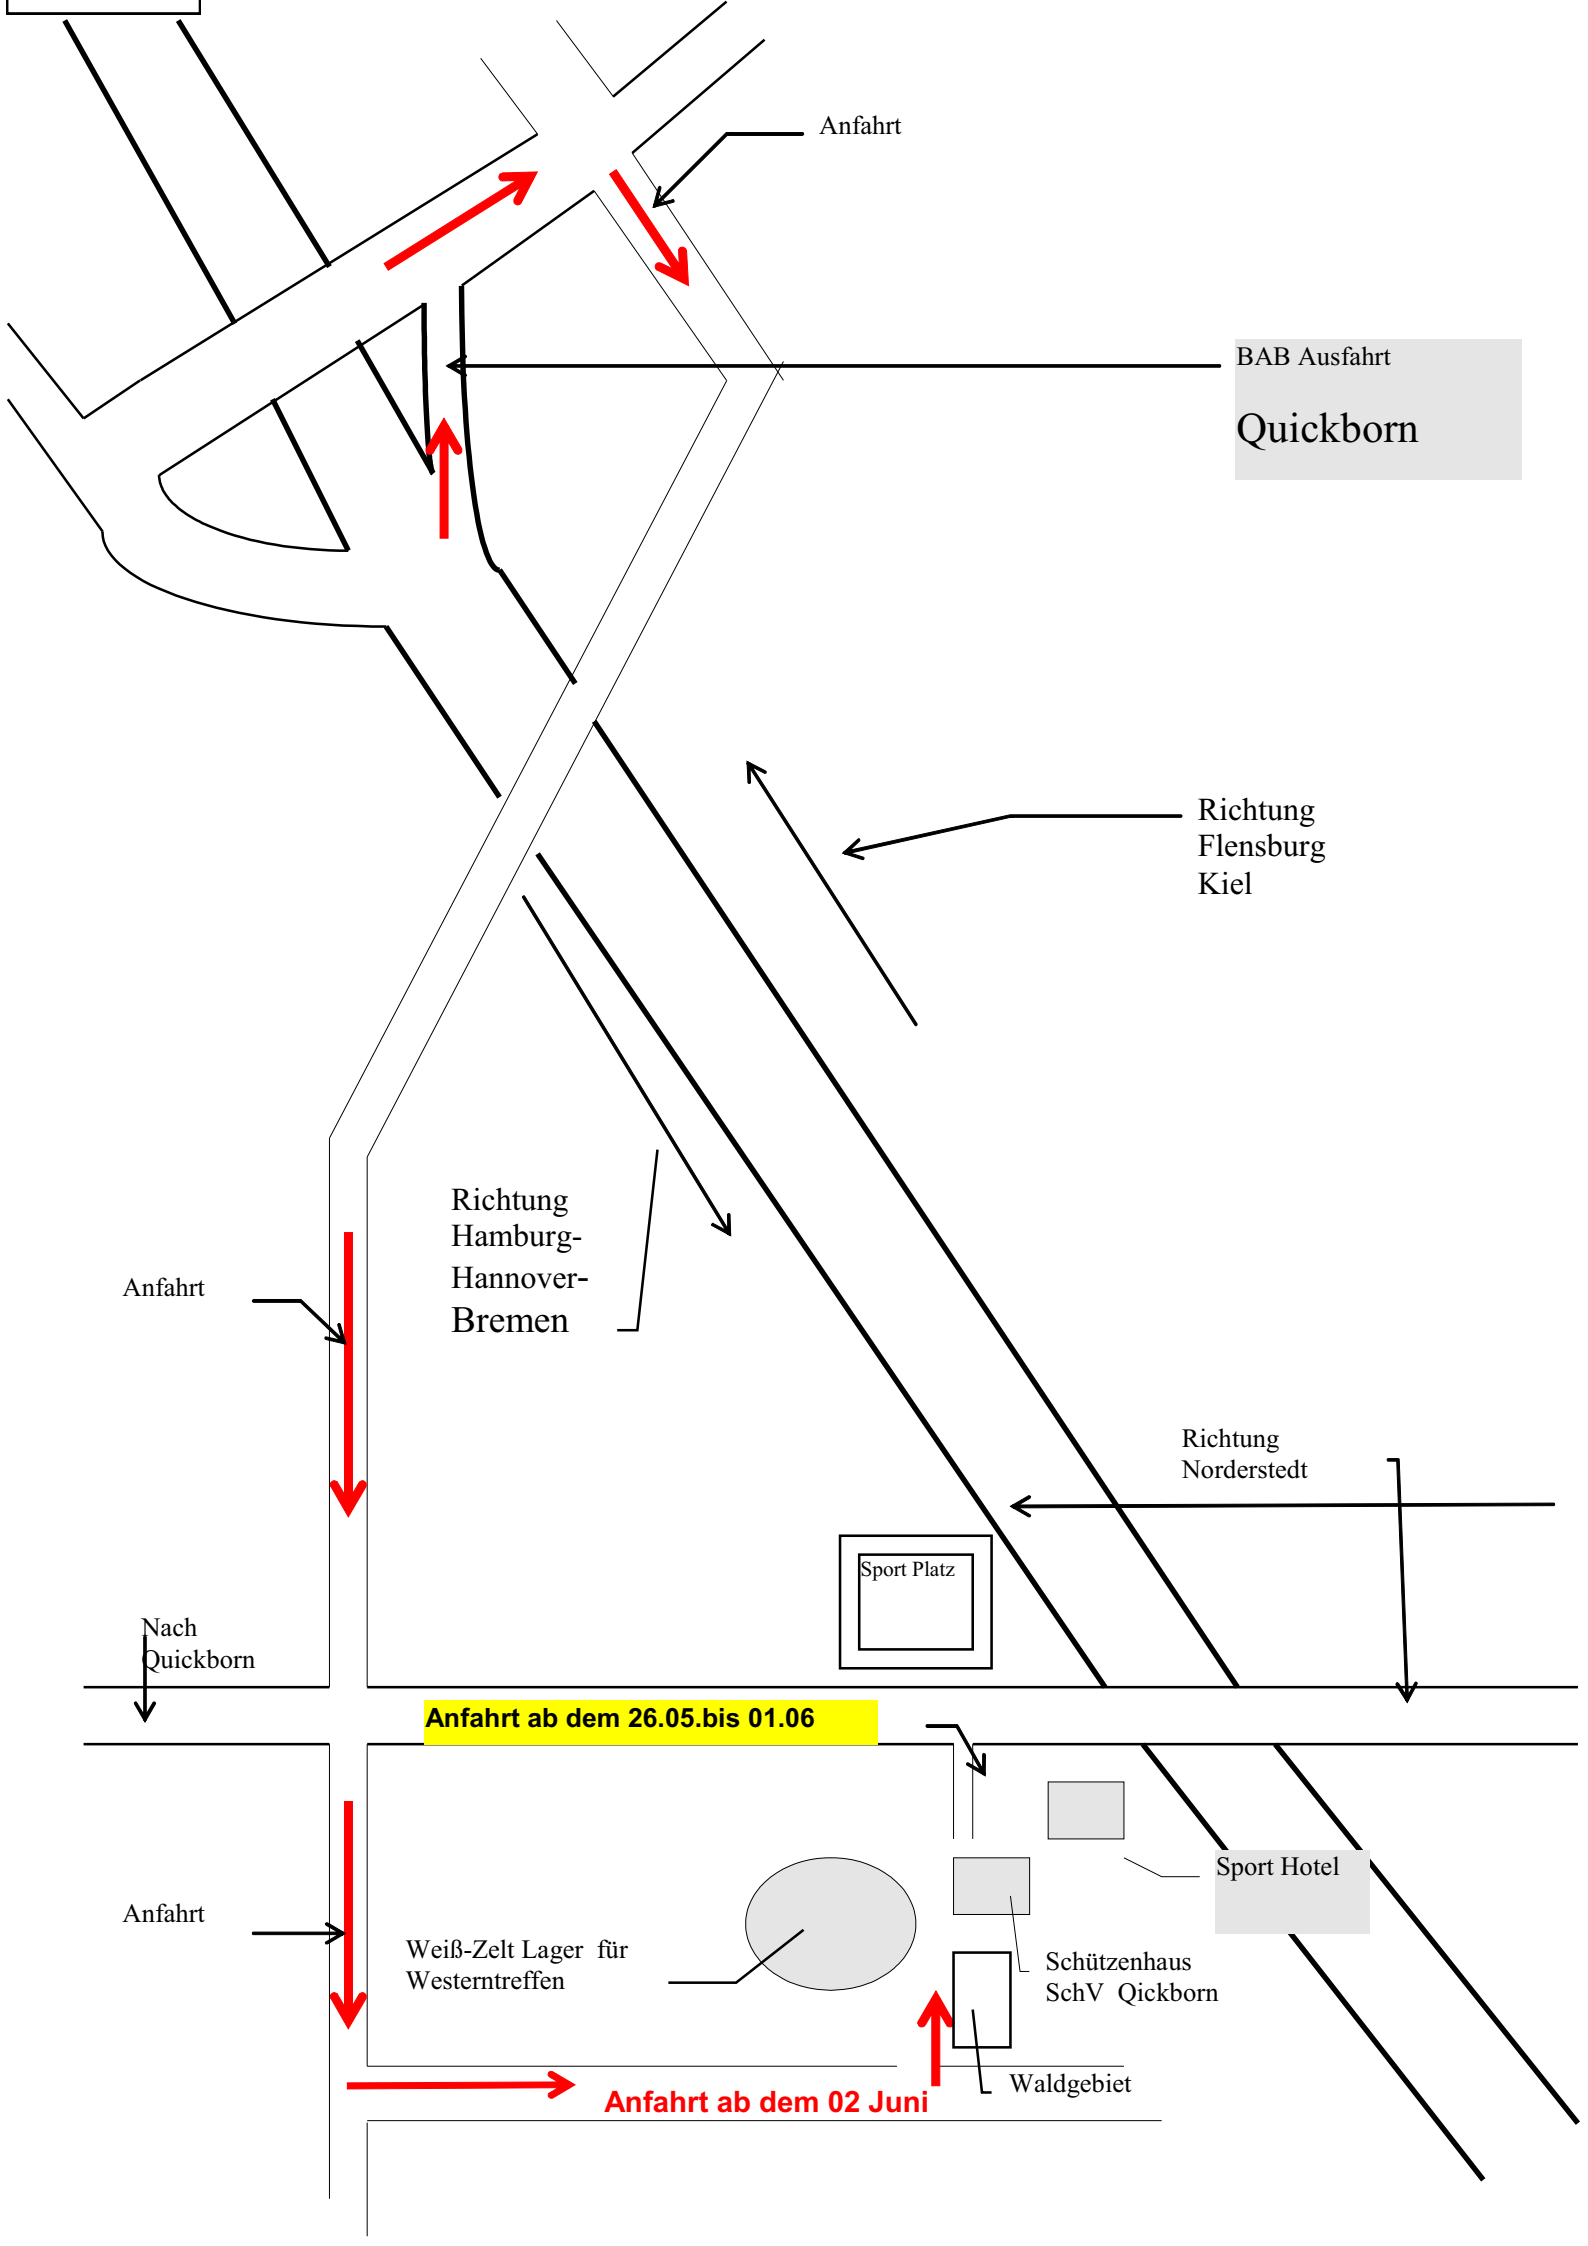 Anfahrt
BAB Ausfahrt
Quickborn
Richtung
Flensburg
Kiel
Richtung
Hamburg-
Hannover-
Bremen
Anfahrt
Richtung
Norderstedt
Sport Platz
Nach
Quickborn
Anfahrt ab dem 26.05.bis 01.06
Sport Hotel
Anfahrt
Weiß-Zelt Lager für
Westerntreffen
Schützenhaus
SchV Qickborn
Waldgebiet
Anfahrt ab dem 02 Juni